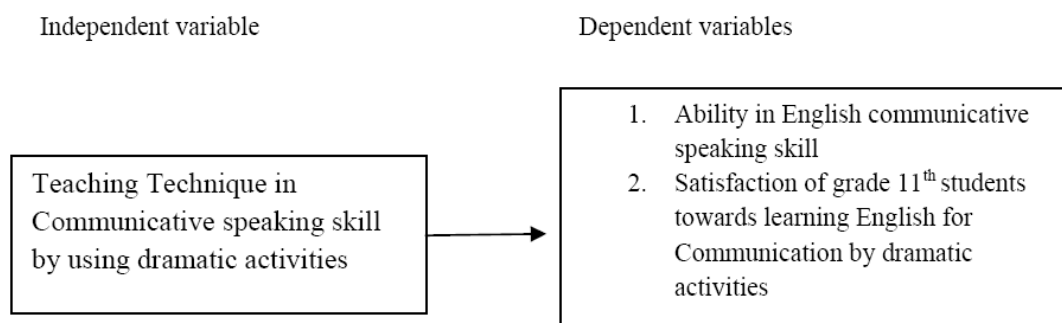 Independent variable
Dependent variables
Teaching Technique in
Communicative speaking skill
by using dramatic activities
1. Ability in English communicative
speaking skill
2. Satisfaction of grade 11th students
towards learning English for
Communication by dramatic
activities